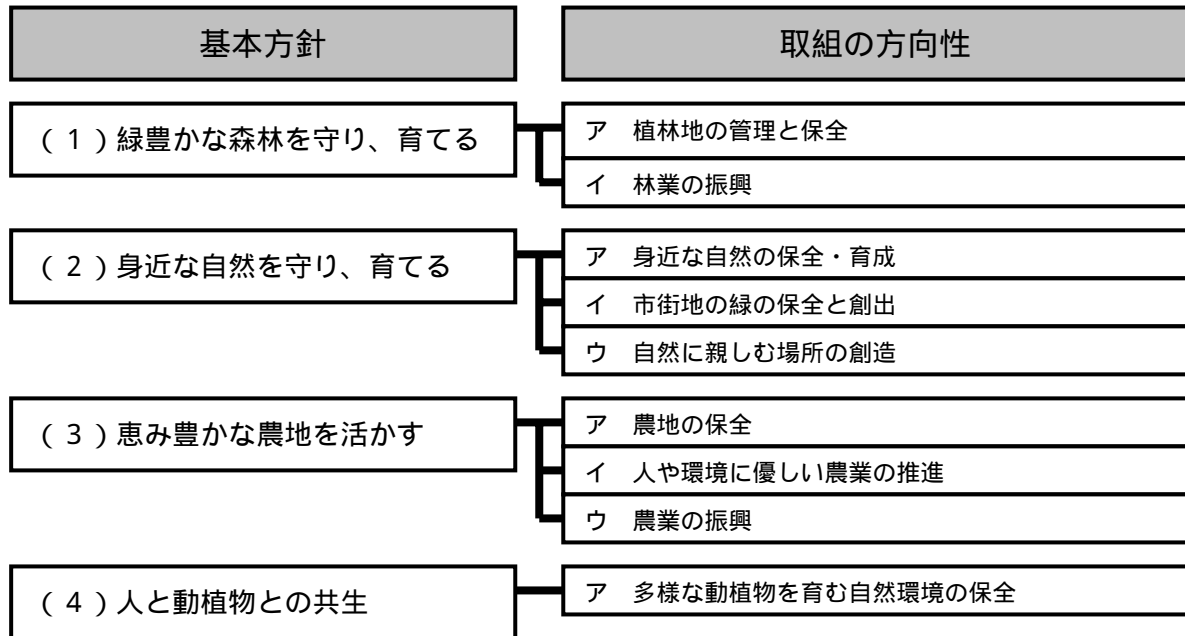 基本方針
取組の方向性
（１）緑豊かな森林を守り、育てる
ア　植林地の管理と保全
イ　林業の振興
（２）身近な自然を守り、育てる
ア　身近な自然の保全・育成
イ　市街地の緑の保全と創出
ウ　自然に親しむ場所の創造
（３）恵み豊かな農地を活かす
ア　農地の保全
イ　人や環境に優しい農業の推進
ウ　農業の振興
（４）人と動植物との共生
ア　多様な動植物を育む自然環境の保全